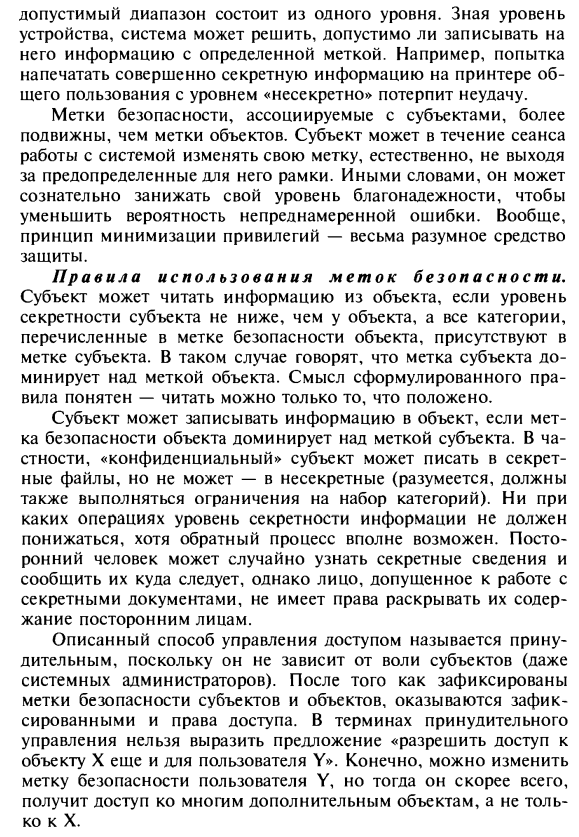 допустимый диапазон состоит из одного уровня. Зная уровень
устройства, система может решить, допустимо ли записывать на
него информацию с определенной меткой. Например, попытка
напечатать совершенно секретную информацию на принтере об-
щего пользования с уровнем «несекретно» потерпит неудачу.
Метки безопасности, ассоциируемые с субъектами, более
подвижны, чем метки объектов. Субъект может в течение сеанса
работы с системой изменять свою метку, естественно, не выходя
за предопределенные для него рамки. Иными словами, он может
сознательно занижать свой уровень благонадежности, чтобы
уменьшить вероятность непреднамеренной ошибки. Вообще,
принцип минимизации привилегий — весьма разумное средство
защиты.
Правила использования меток безопасности.
Субъект может читать информацию из объекта, если уровень
секретности субъекта не ниже, чем у объекта, а все категории,
перечисленные в метке безопасности объекта, присутствуют в
метке субъекта. В таком случае говорят, что метка субъекта до-
минирует над меткой объекта. Смысл сформулированного пра-
вила понятен — читать можно только то, что положено.
Субъект может записывать информацию в объект, если мет-
ка безопасности объекта доминирует над меткой субъекта. В ча-
стности, «конфиденциальный» субъект может писать в секрет-
ные файлы, но не может — в несекретные (разумеется, должны
также выполняться ограничения на набор категорий). Ни при
каких операциях уровень секретности информации не должен
понижаться, хотя обратный процесс вполне возможен. Посто-
ронний человек может случайно узнать секретные сведения и
сообщить их куда следует, однако лицо, допущенное к работе с
секретными документами, не имеет права раскрывать их содер-
жание посторонним лицам.
Описанный способ управления доступом называется прину-
дительным, поскольку он не зависит от воли субъектов (даже
системных администраторов). После того как зафиксированы
метки безопасности субъектов и объектов, оказываются зафик-
сированными и права доступа. В терминах принудительного
управления нельзя выразить предложение «разрешить доступ к
объекту X еще и для пользователя Y». Конечно, можно изменить
метку безопасности пользователя Y, но тогда он скорее всего,
получит доступ ко многим дополнительным объектам, а не толь-
ко к X.